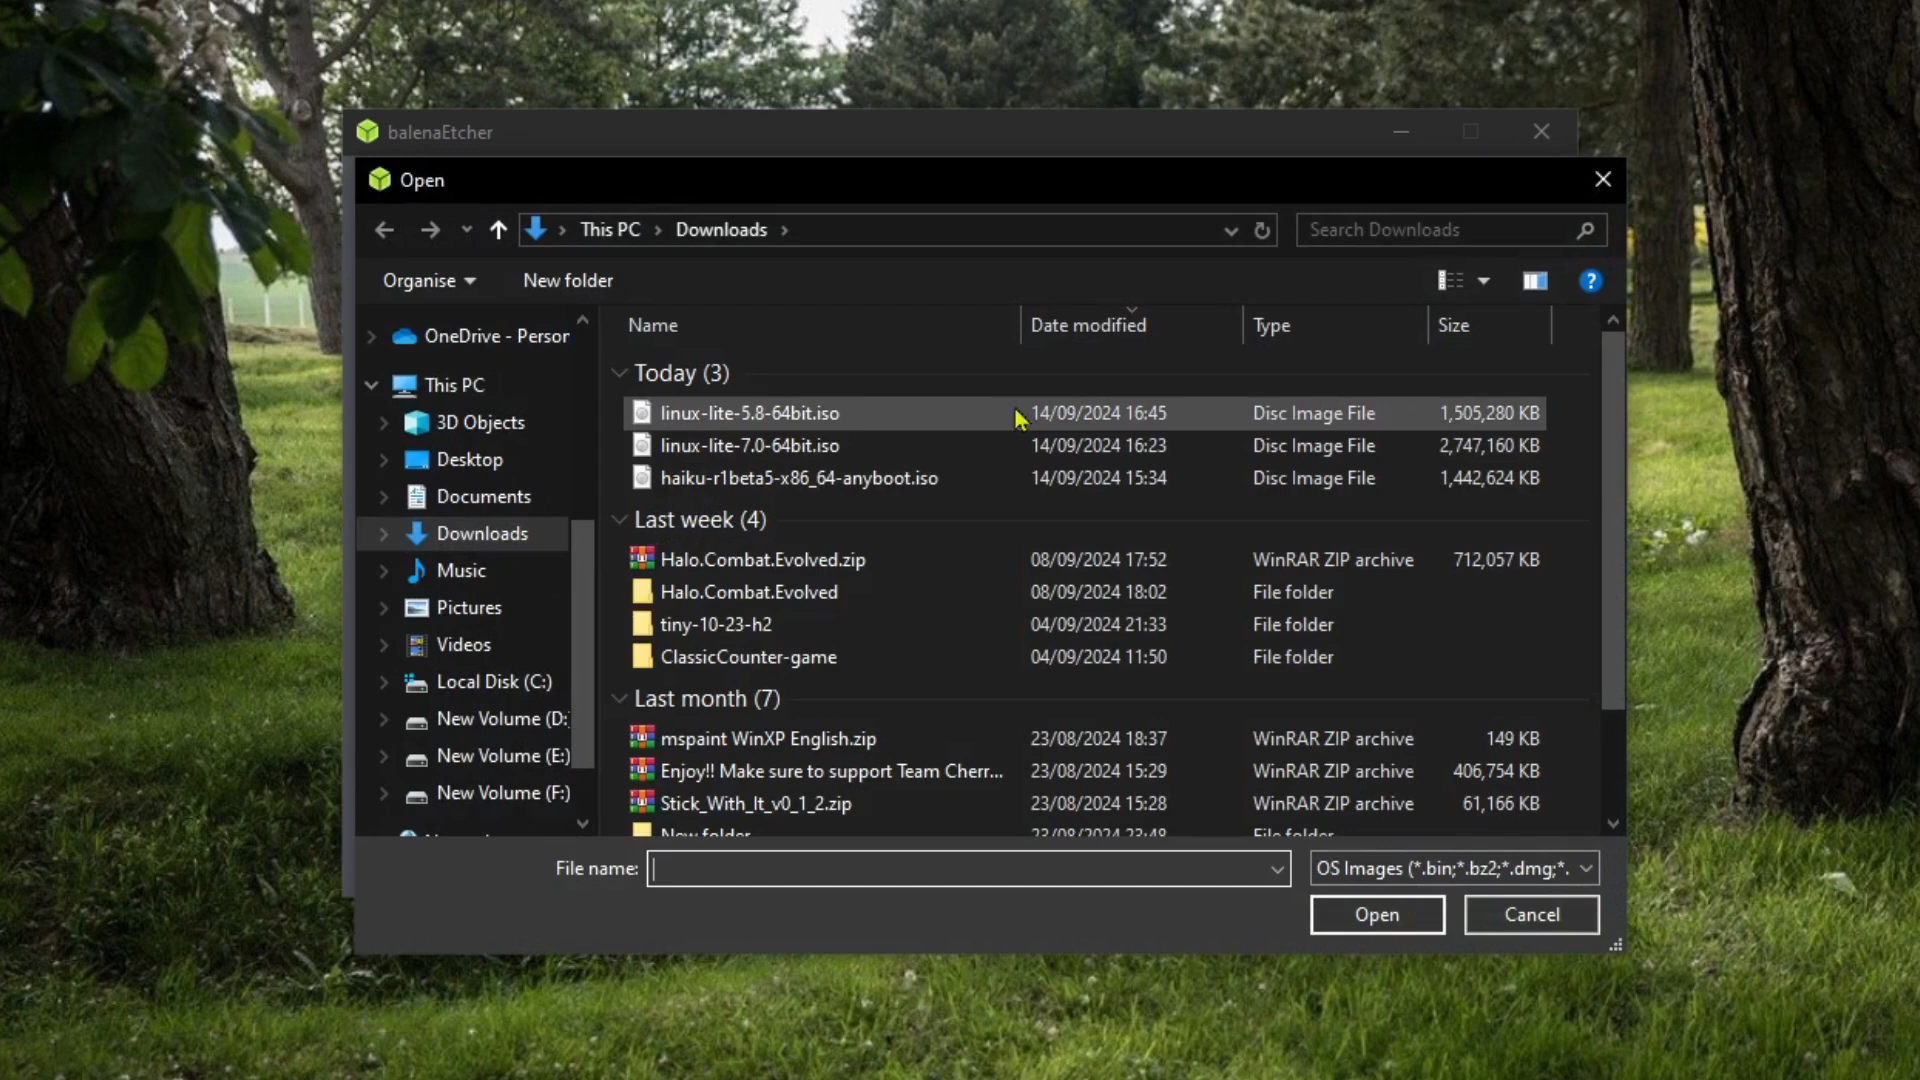 balenaEtcher
Open
This PC > Downloads >
Search Downloads
Organise
New folder
Name Date modified Type Size
OneDrive - Person
This PC
3D Objects
Desktop
Documents
Downloads
Music
Pictures
Videos
Local Disk (C:)
New Volume (D:)
New Volume (E:)
New Volume (F:)
Today (3)
linux-lite-5.8-64bit.iso 14/09/2024 16:45 Disc Image File 1,505,280 KB
linux-lite-7.0-64bit.iso 14/09/2024 16:23 Disc Image File 2,747,160 KB
haiku-r1beta5-x86_64-anyboot.iso 14/09/2024 15:34 Disc Image File 1,442,624 KB
Last week (4)
Halo.Combat.Evolved.zip 08/09/2024 17:52 WinRAR ZIP archive 712,057 KB
Halo.Combat.Evolved 08/09/2024 18:02 File folder
tiny-10-23-h2 04/09/2024 21:33 File folder
ClassicCounter-game 04/09/2024 11:50 File folder
Last month (7)
mspaint WinXP English.zip 23/08/2024 18:37 WinRAR ZIP archive 149 KB
Enjoy!! Make sure to support Team Cherr... 23/08/2024 15:29 WinRAR ZIP archive 406,754 KB
Stick_With_It_v0_1_2.zip 23/08/2024 15:28 WinRAR ZIP archive 61,166 KB
New folder 23/08/2024 23:48 File folder
File name:
OS Images (*.bin;*.bz2;*.dmg;*.
Open
Cancel